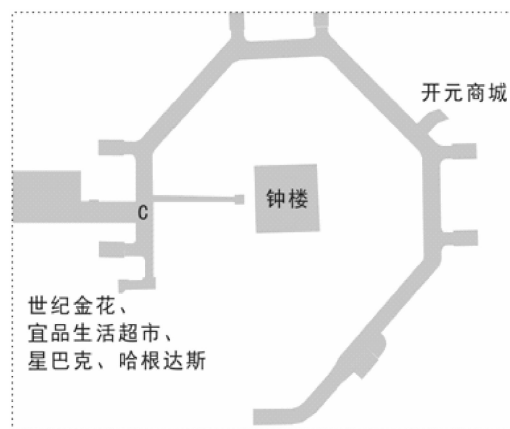 开元商城
钟楼
C
世纪金花、
宜品生活超市、
星巴克、哈根达斯